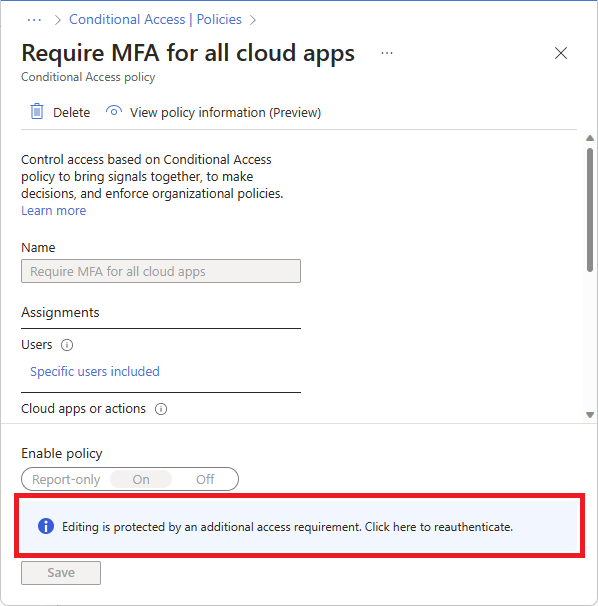 ··· > Conditional Access | Policies >
Require MFA for all cloud apps ···
Conditional Access policy
Delete View policy information (Preview)
Control access based on Conditional Access
policy to bring signals together, to make
decisions, and enforce organizational policies.
Learn more
Name
Require MFA for all cloud apps
Assignments
Users
Specific users included
Cloud apps or actions
Enable policy
Report-only On Off
Editing is protected by an additional access requirement. Click here to reauthenticate.
Save